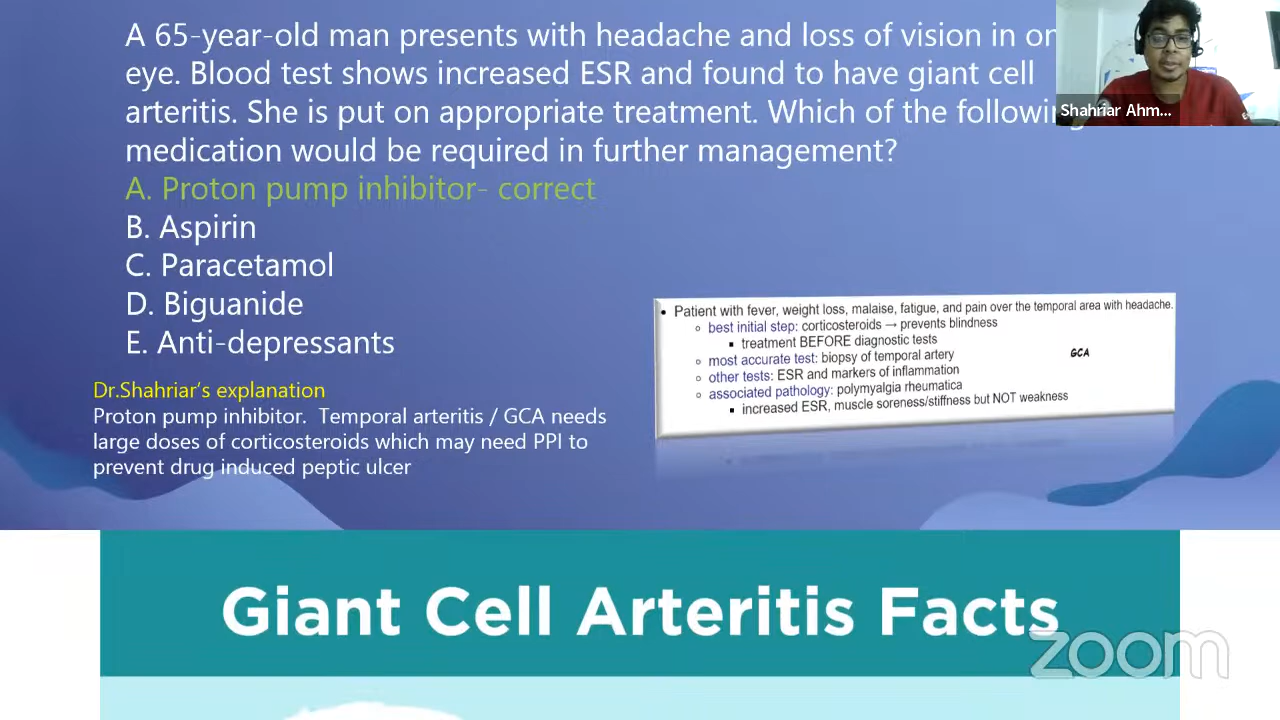 A 65-year-old man presents with headache and loss of vision in
eye. Blood test shows increased ESR and found to have giant cell
arteritis. She is put on appropriate treatment. Which of the following
medication would be required in further management?
A. Proton pump inhibitor- correct
B. Aspirin
C. Paracetamol
D. Biguanide
E. Anti-depressants
Dr.Shahriar's explanation
Proton pump inhibitor. Temporal arteritis / GCA needs
large doses of corticosteroids which may need PPI to
prevent drug induced peptic ulcer
Shahriar Ahm...
• Patient with fever, weight loss, malaise, fatigue, and pain over the temporal area with headache.
○ best initial step: corticosteroids → prevents blindness
▪ treatment BEFORE diagnostic tests
○ most accurate test: biopsy of temporal artery
○ other tests: ESR and markers of inflammation
○ associated pathology: polymyalgia rheumatica
▪ increased ESR, muscle soreness/stiffness but NOT weakness
GCA
Giant Cell Arteritis Facts
zoom